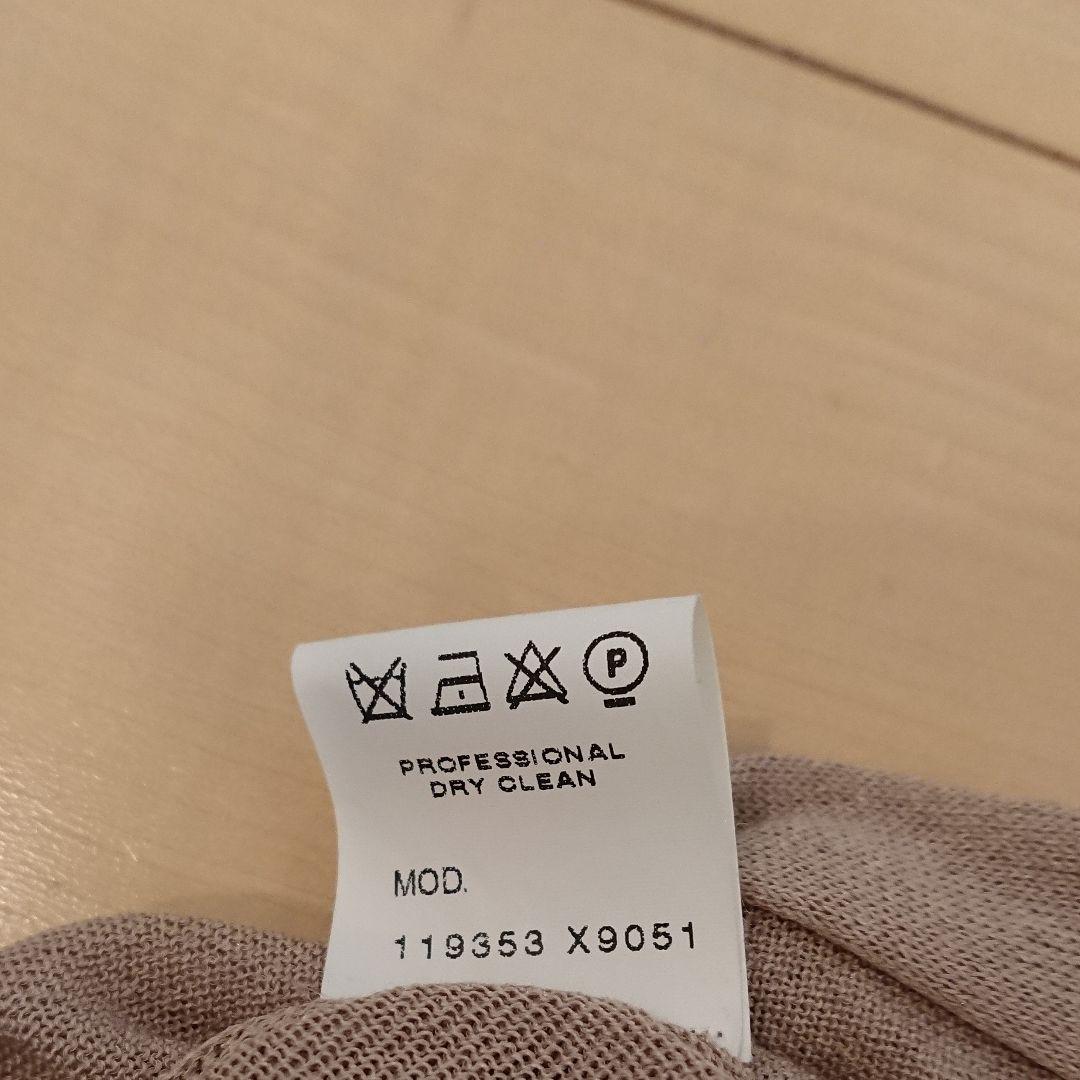 P
PROFESSIONAL
DRY CLEAN
MOD.
119353 X9051